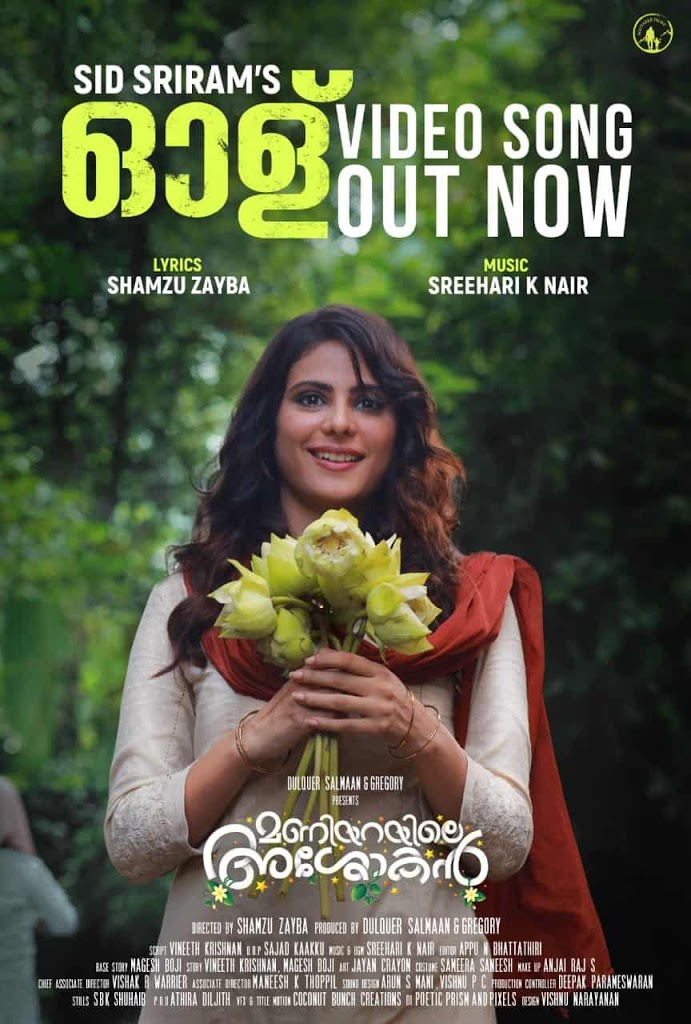 SID SRIRAM'S
ഓള് VIDEO SONG
OUT NOW
LYRICS
SHAMZU ZAYBA
MUSIC
SREEHARI K NAIR
DULQUER SALMAAN & GREGORY
PRESENTS
മണിയറയിലെ
അശോകൻ
DIRECTED BY SHAMZU ZAYBA PRODUCED BY DULQUER SALMAAN & GREGORY
SCRIPT VINEETH KRISHNAN D.O.P SAJAD KAAKKU MUSIC & BGM SREEHARI K NAIR EDITOR APPU N BHATTATHIRI
BASE STORY MAGESH BOJI STORY VINEETH KRISHNAN, MAGESH BOJI ART JAYAN CRAYON COSTUME SAMEERA SANEESH MAKE UP ANJAI RAJ S
CHIEF ASSOCIATE DIRECTOR VISHAK R WARRIER ASSOCIATE DIRECTOR MANEESH K THOPPIL SOUND DESIGN ARUN S MANI, VISHNU P C PRODUCTION CONTROLLER DEEPAK PARAMESWARAN
STILLS SBK SHUHAIB P R O ATHIRA DILJITH VFX & TITLE MOTION COCONUT BUNCH CREATIONS DI POETIC PRISM AND PIXELS DESIGN VISHNU NARAYANAN